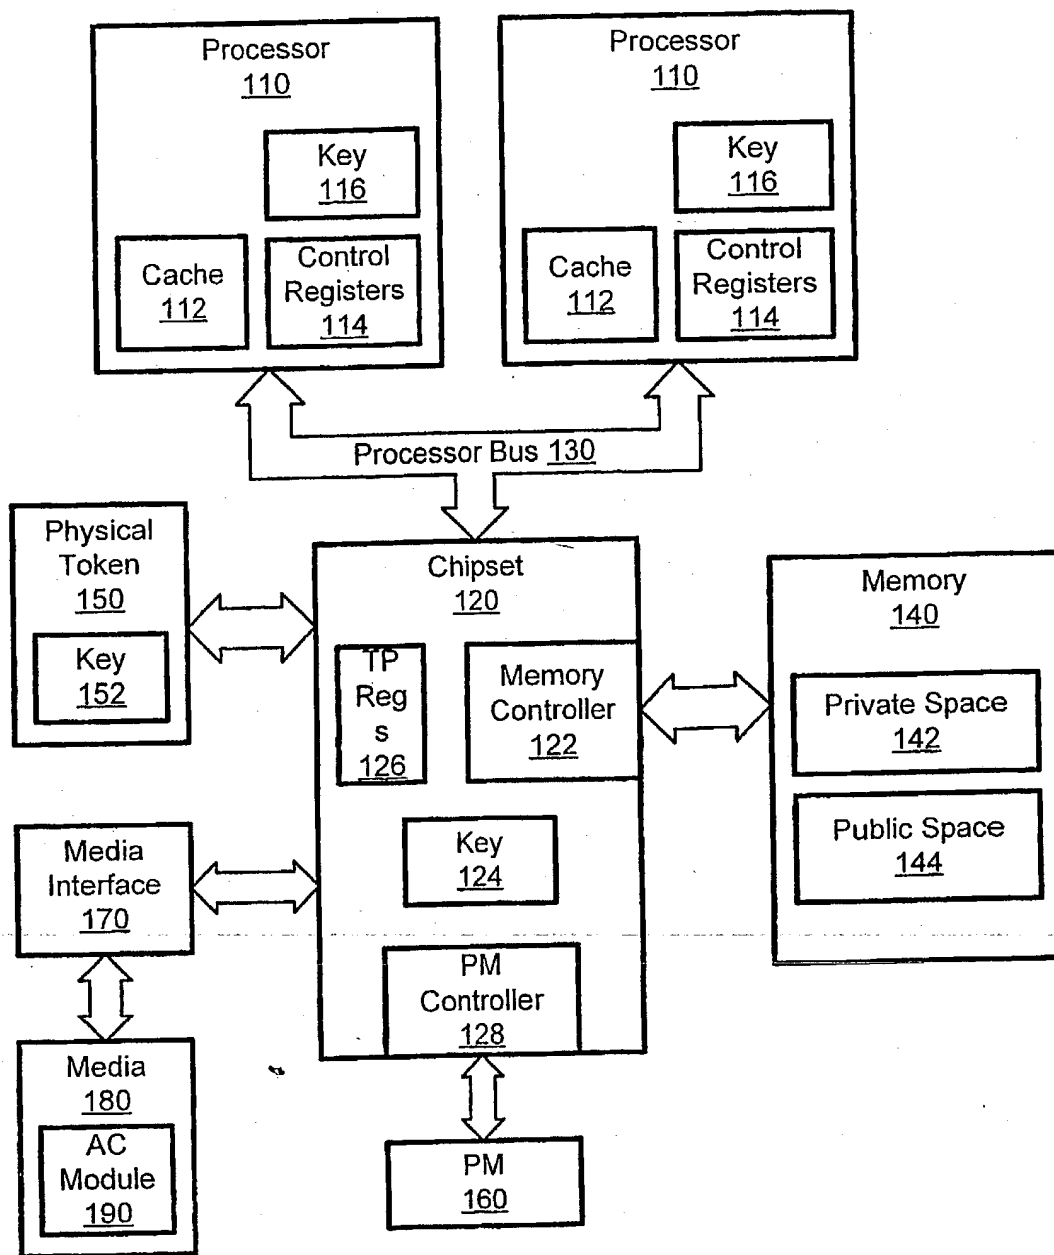 Processor
110
Key
116
Cache
112
Control
Registers
114
Processor
110
Key
116
Cache
112
Control
Registers
114
Processor Bus 130
Physical
Token
150
Key
152
Chipset
120
TP
Reg
s
126
Memory
Controller
122
Key
124
PM
Controller
128
Memory
140
Private Space
142
Public Space
144
Media
Interface
170
Media
180
AC
Module
190
PM
160